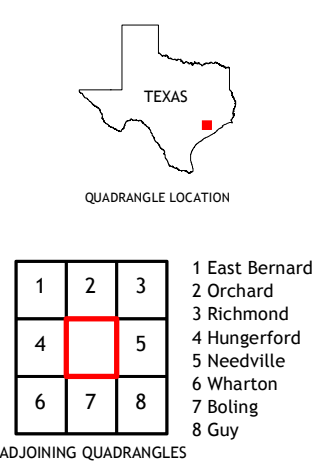 TEXAS
QUADRANGLE LOCATION
1 2 3
4 5
6 7 8
1 East Bernard
2 Orchard
3 Richmond
4 Hungerford
5 Needville
6 Wharton
7 Boling
8 Guy
ADJOINING QUADRANGLES